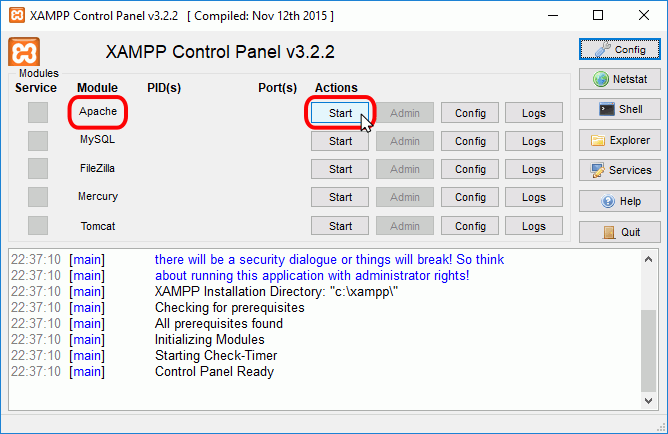 XAMPP Control Panel v3.2.2 [ Compiled: Nov 12th 2015 ]
XAMPP Control Panel v3.2.2
Config
Modules
Service Module PID(s) Port(s) Actions
Netstat
Apache Start Admin Config Logs
Shell
MySQL Start Admin Config Logs
Explorer
FileZilla Start Admin Config Logs
Services
Mercury Start Admin Config Logs
Help
Tomcat Start Admin Config Logs
Quit
22:37:10 [main] there will be a security dialogue or things will break! So think
22:37:10 [main] about running this application with administrator rights!
22:37:10 [main] XAMPP Installation Directory: "c:\xampp\"
22:37:10 [main] Checking for prerequisites
22:37:10 [main] All prerequisites found
22:37:10 [main] Initializing Modules
22:37:10 [main] Starting Check-Timer
22:37:10 [main] Control Panel Ready